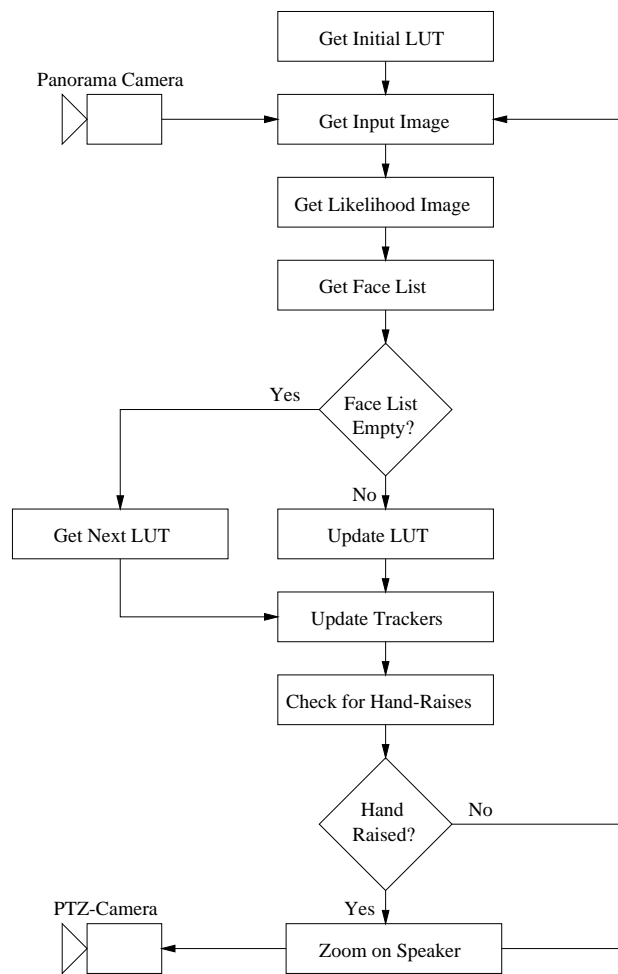 Get Initial LUT
Panorama Camera
Get Input Image
Get Likelihood Image
Get Face List
Yes
Face List
Empty?
No
Get Next LUT
Update LUT
Update Trackers
Check for Hand-Raises
Hand
Raised?
No
Yes
PTZ-Camera
Zoom on Speaker